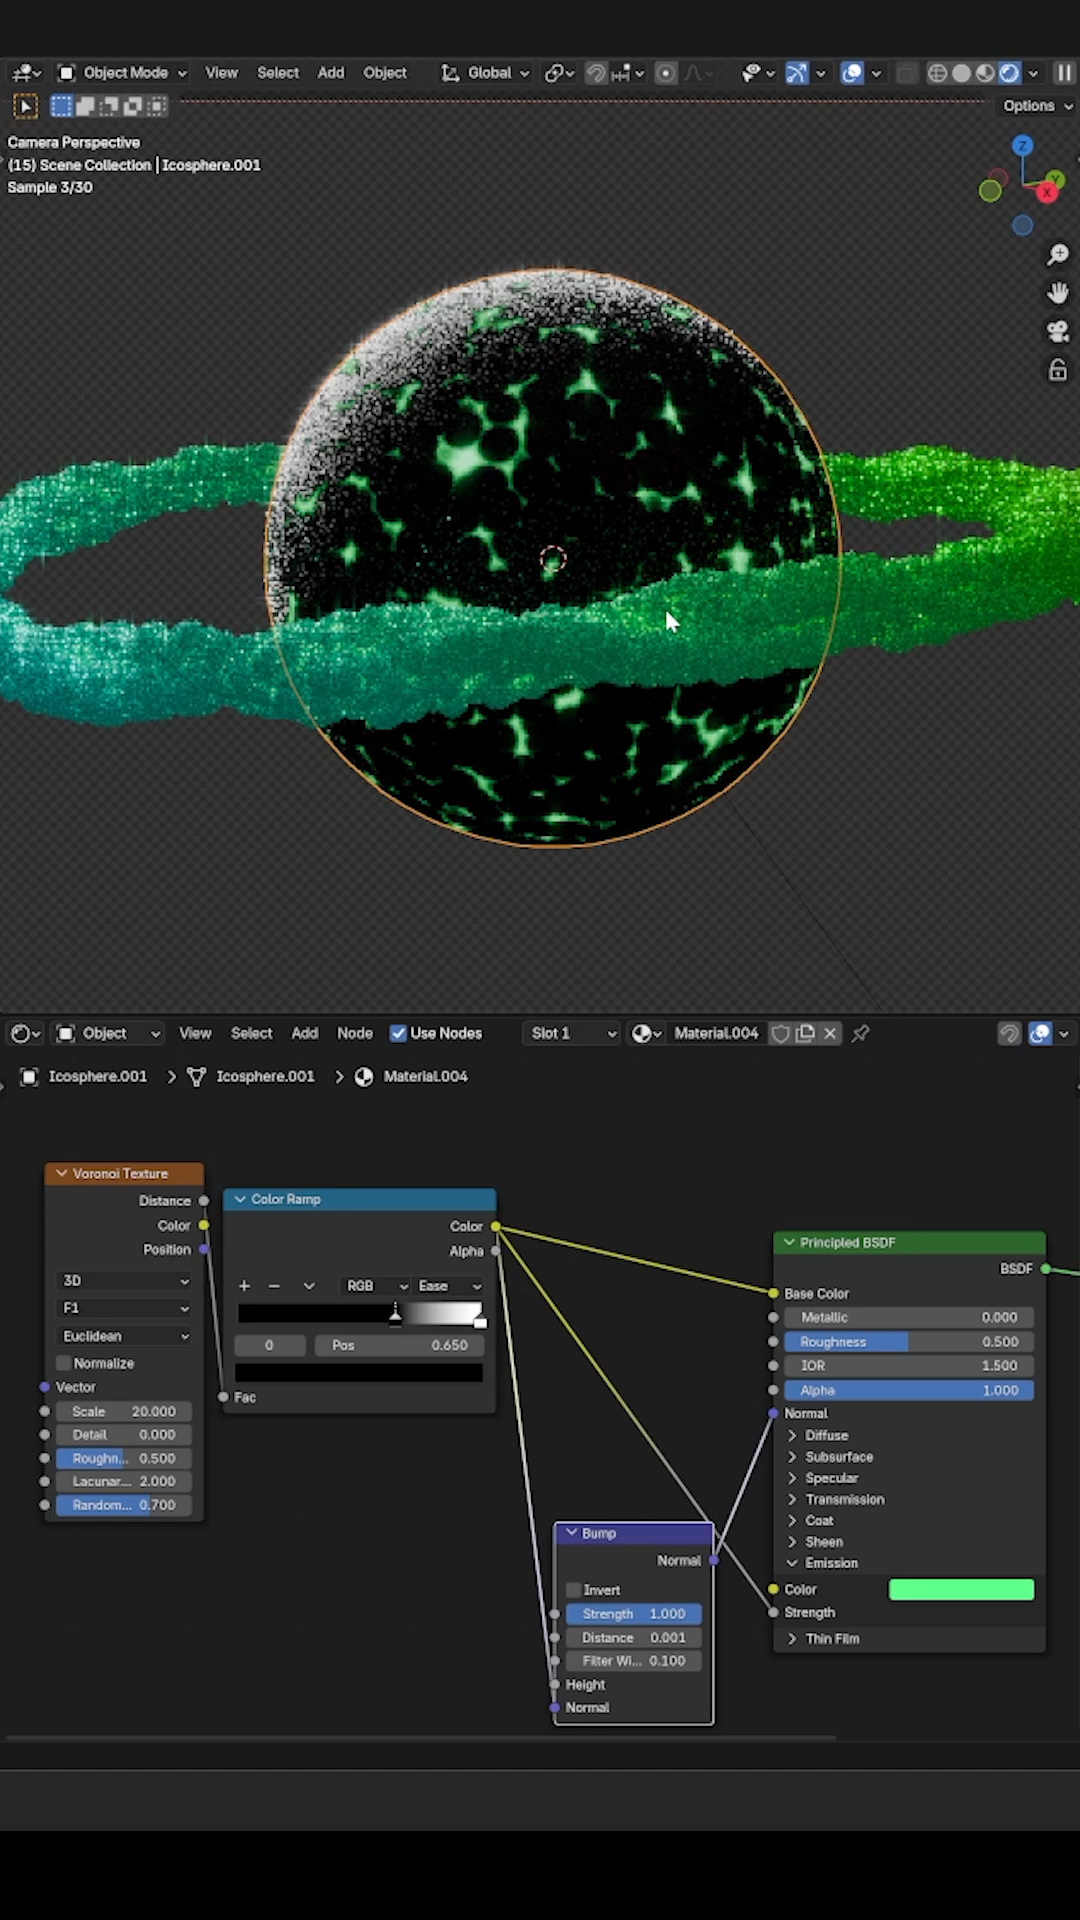 Object Mode View Select Add Object Global
Options
Camera Perspective
(15) Scene Collection | Icosphere.001
Sample 3/30
Z
Y
X
Object View Select Add Node Use Nodes Slot 1 Material.004
Icosphere.001 > Icosphere.001 > Material.004
Voronoi Texture
Distance
Color
Position
3D
F1
Euclidean
Normalize
Vector
Scale 20.000
Detail 0.000
Roughn... 0.500
Lacunar... 2.000
Random... 0.700
Color Ramp
Color
Alpha
+ − RGB Ease
0 Pos 0.650
Fac
Bump
Normal
Invert
Strength 1.000
Distance 0.001
Filter Wi... 0.100
Height
Normal
Principled BSDF
BSDF
Base Color
Metallic 0.000
Roughness 0.500
IOR 1.500
Alpha 1.000
Normal
Diffuse
Subsurface
Specular
Transmission
Coat
Sheen
Emission
Color
Strength
Thin Film